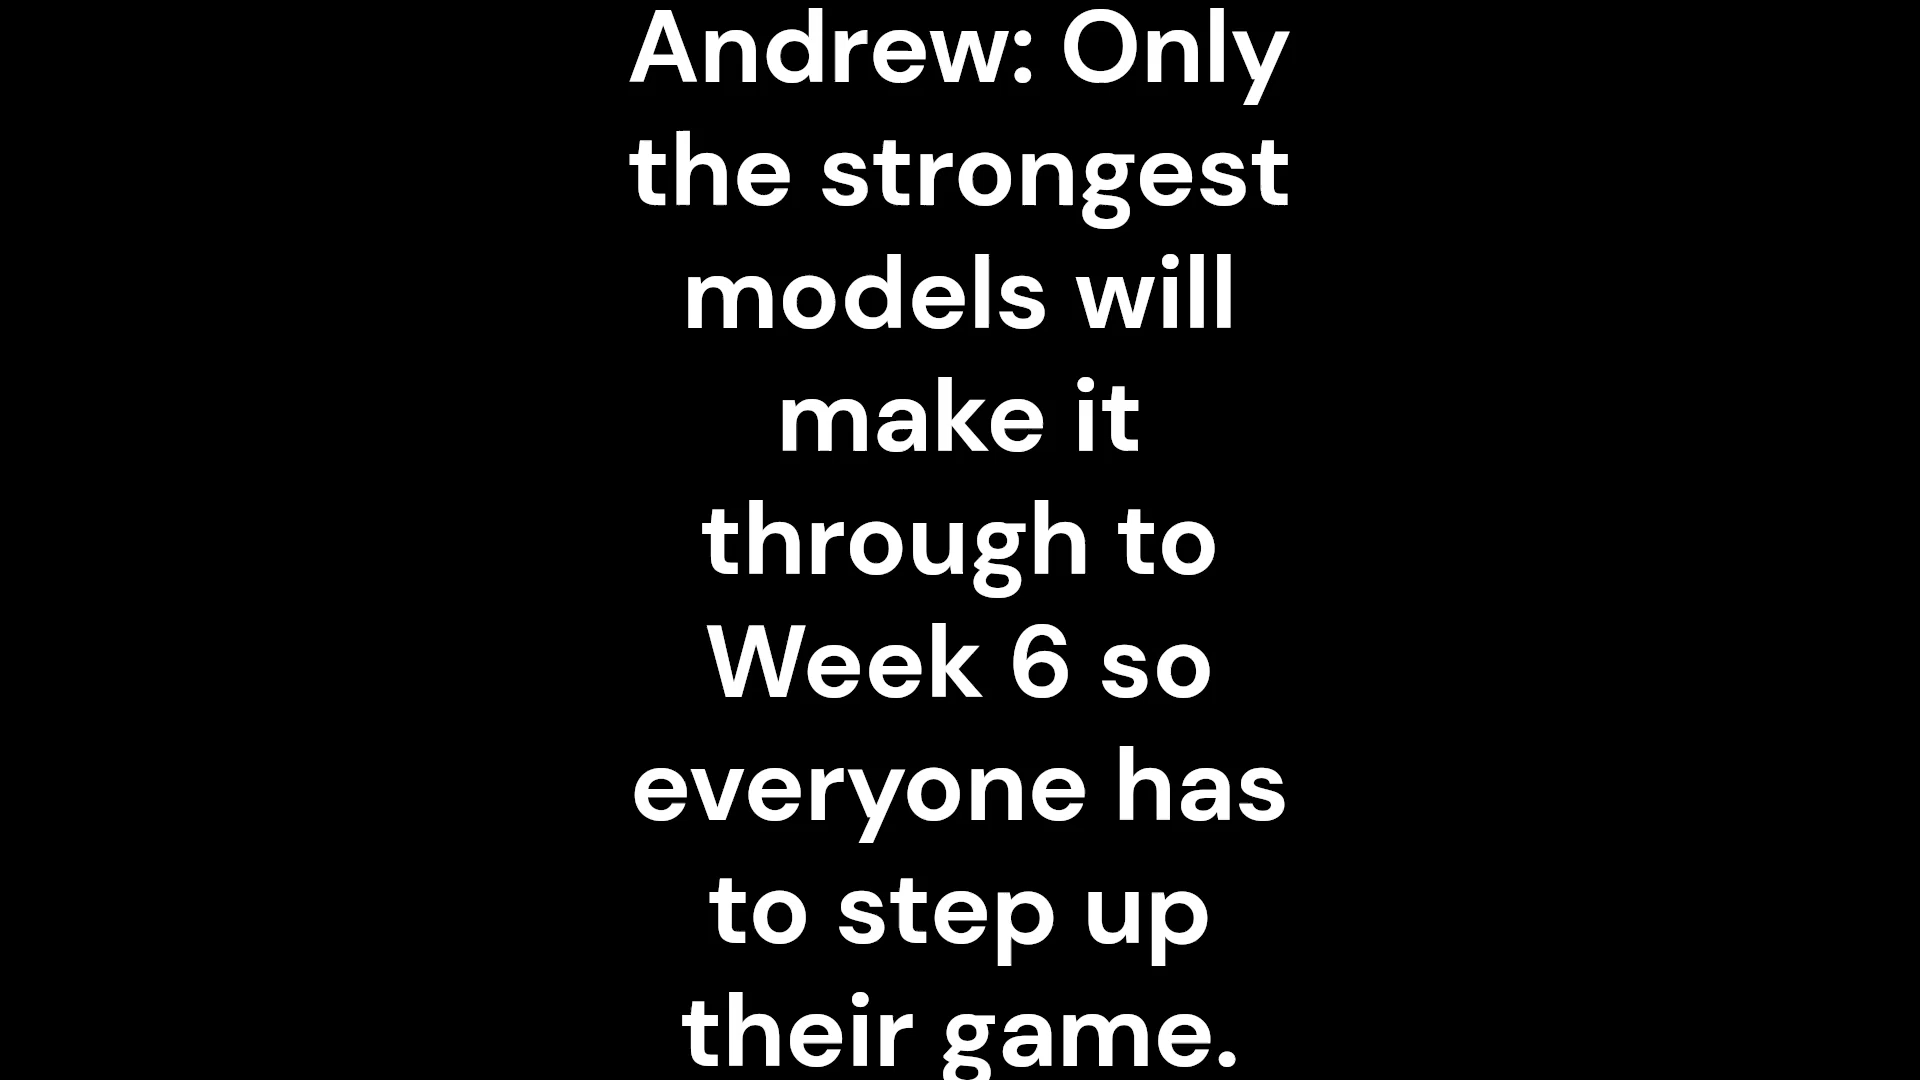 Andrew: Only
the strongest
models will
make it
through to
Week 6 so
everyone has
to step up
their game.